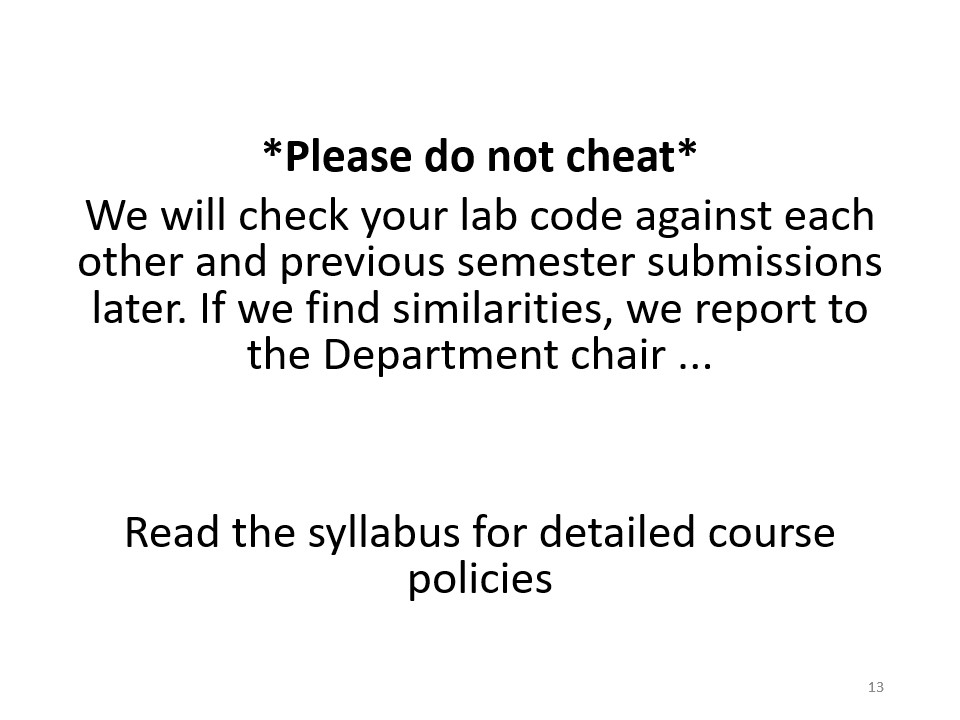 *Please do not cheat*
We will check your lab code against each
other and previous semester submissions
later. If we find similarities, we report to
the Department chair ...
Read the syllabus for detailed course
policies
13